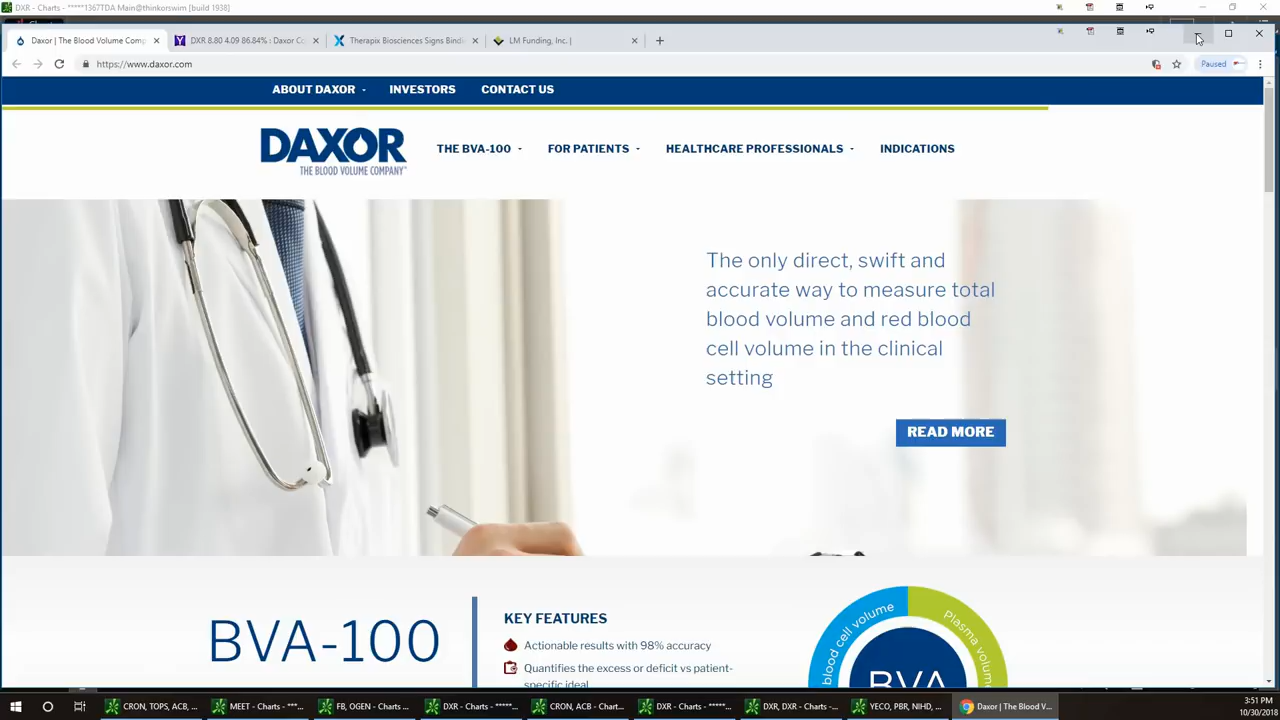 DXR - Charts - *****1367TDA Main@thinkorswim [build 1938]
Daxor | The Blood Volume Comp
DXR 8.80 4.09 86.84% : Daxor Co
Therapix Biosciences Signs Bindi
LM Funding, Inc. |
https://www.daxor.com
Paused
ABOUT DAXOR
INVESTORS
CONTACT US
DAXOR
THE BLOOD VOLUME COMPANY
THE BVA-100
FOR PATIENTS
HEALTHCARE PROFESSIONALS
INDICATIONS
The only direct, swift and
accurate way to measure total
blood volume and red blood
cell volume in the clinical
setting
READ MORE
BVA-100
KEY FEATURES
Actionable results with 98% accuracy
Quantifies the excess or deficit vs patient-
specific ideal
blood cell volume
Plasma volume
BVA
CRON, TOPS, ACB, ...
MEET - Charts - ****...
FB, OGEN - Charts ...
DXR - Charts - ****...
CRON, ACB - Chart...
DXR - Charts - ****...
DXR, DXR - Charts -...
YECO, PBR, NIHD, ...
Daxor | The Blood V...
3:51 PM
10/30/2018